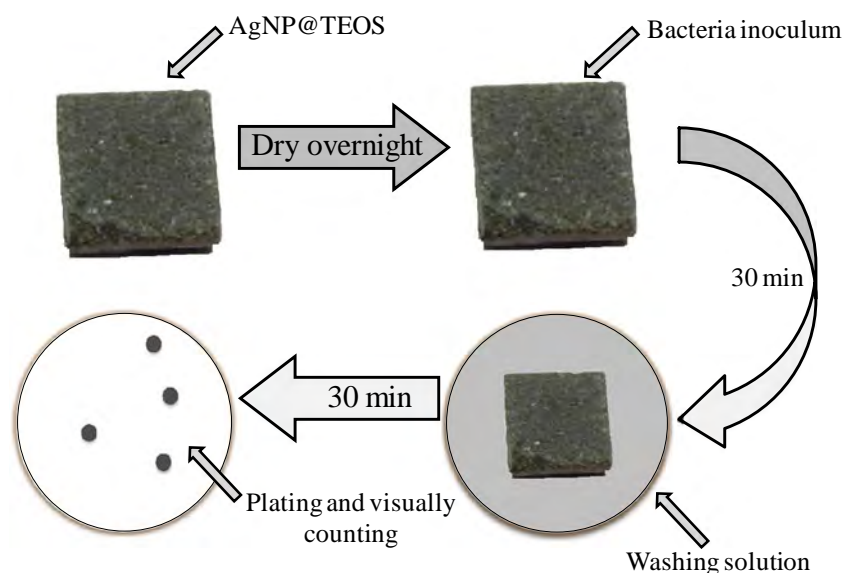 AgNP@TEOS
Bacteria inoculum
Dry overnight
30 min
30 min
Plating and visually
counting
Washing solution